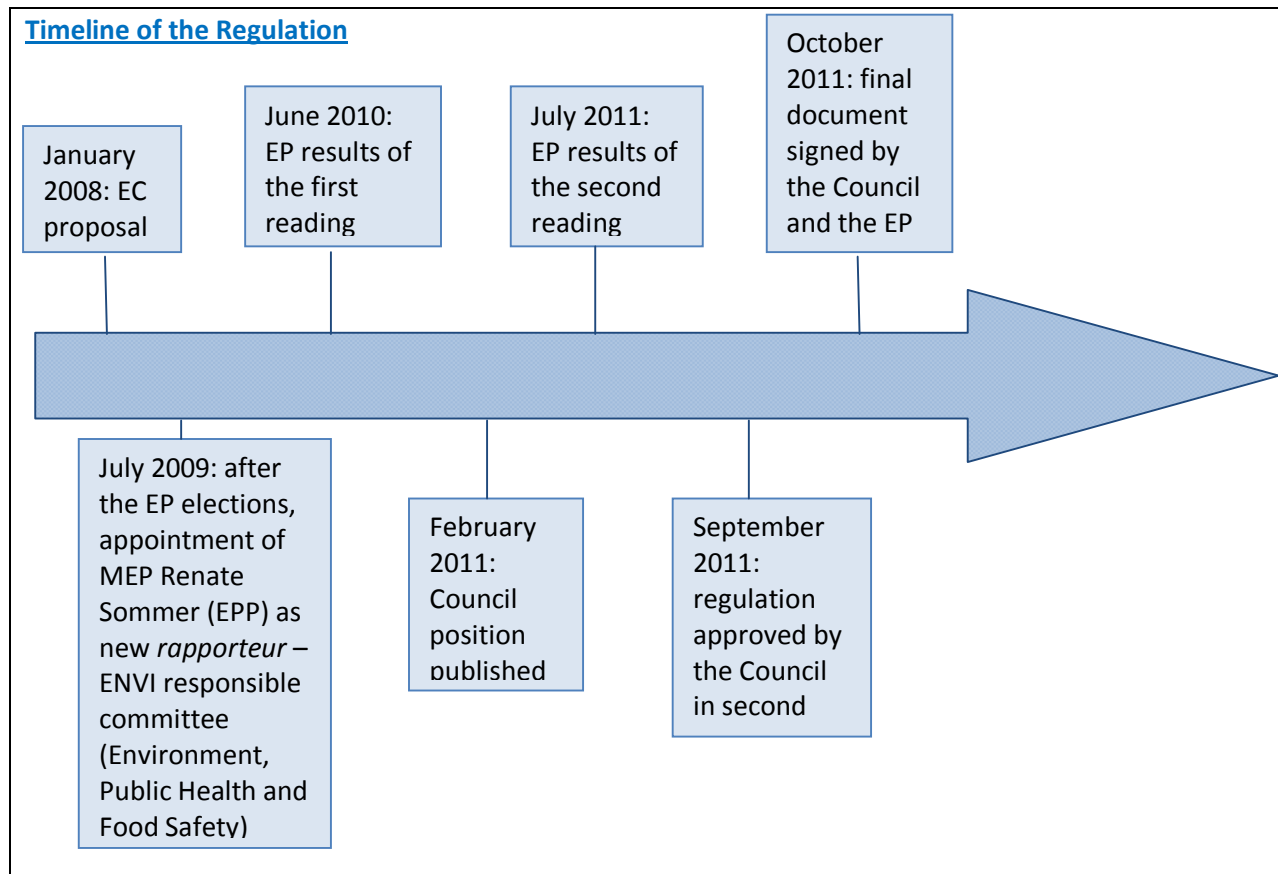 Timeline of the Regulation
January
2008: EC
proposal
June 2010:
EP results of
the first
reading
July 2011:
EP results of
the second
reading
October
2011: final
document
signed by
the Council
and the EP
July 2009: after
the EP elections,
appointment of
MEP Renate
Sommer (EPP) as
new rapporteur –
ENVI responsible
committee
(Environment,
Public Health and
Food Safety)
February
2011:
Council
position
published
September
2011:
regulation
approved by
the Council
in second